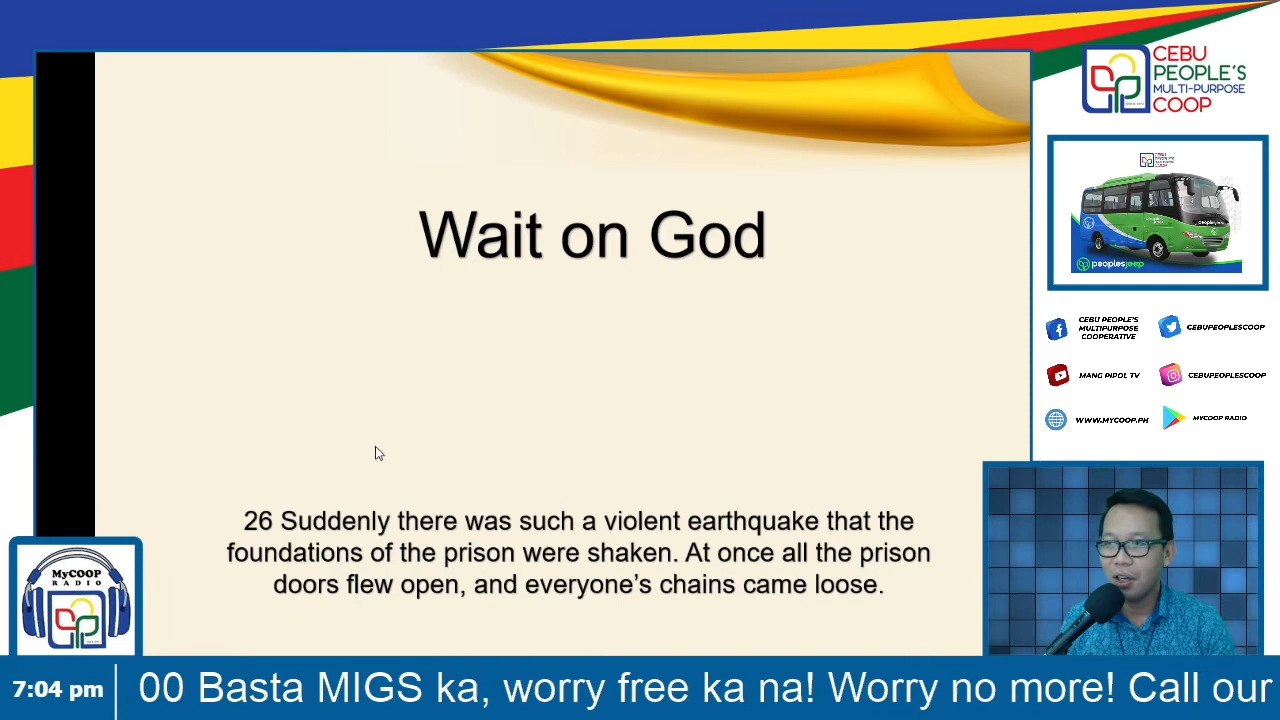 CEBU
PEOPLE'S
MULTI-PURPOSE
COOP
Wait on God
peoplesjeep
CEBU PEOPLE'S
MULTIPURPOSE
COOPERATIVE
CEBUPEOPLESCOOP
MANG PIPOL TV
CEBUPEOPLESCOOP
WWW.MYCOOP.PH
MYCOOP RADIO
26 Suddenly there was such a violent earthquake that the
foundations of the prison were shaken. At once all the prison
doors flew open, and everyone’s chains came loose.
MyCOOP
RADIO
7:04 pm
00 Basta MIGS ka, worry free ka na! Worry no more! Call our